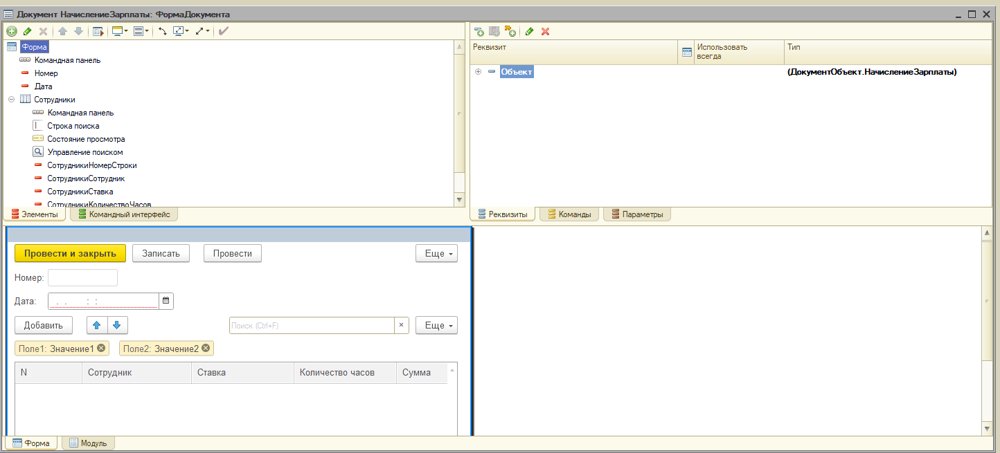 Документ НачислениеЗарплаты: ФормаДокумента
Форма
Командная панель
Номер
Дата
Сотрудники
Командная панель
Строка поиска
Состояние просмотра
Управление поиском
СотрудникиНомерСтроки
СотрудникиСотрудник
СотрудникиСтавка
СотрудникиКоличествоЧасов
Элементы
Командный интерфейс
Реквизит
Использовать
всегда
Тип
Объект
(ДокументОбъект.НачислениеЗарплаты)
Реквизиты
Команды
Параметры
Провести и закрыть
Записать
Провести
Еще
Номер:
Дата:
. . : :
Добавить
Поиск (Ctrl+F)
×
Еще
Поле1: Значение1
Поле2: Значение2
N
Сотрудник
Ставка
Количество часов
Сумма
Форма
Модуль